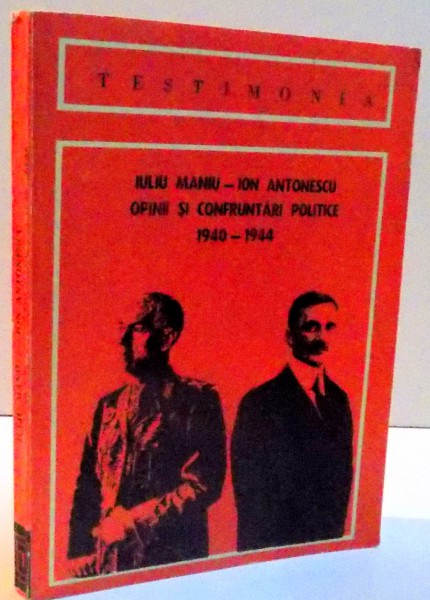 TESTIMONIA
IULIU MANIU – ION ANTONESCU
OPINII ȘI CONFRUNTĂRI POLITICE
1940 – 1944